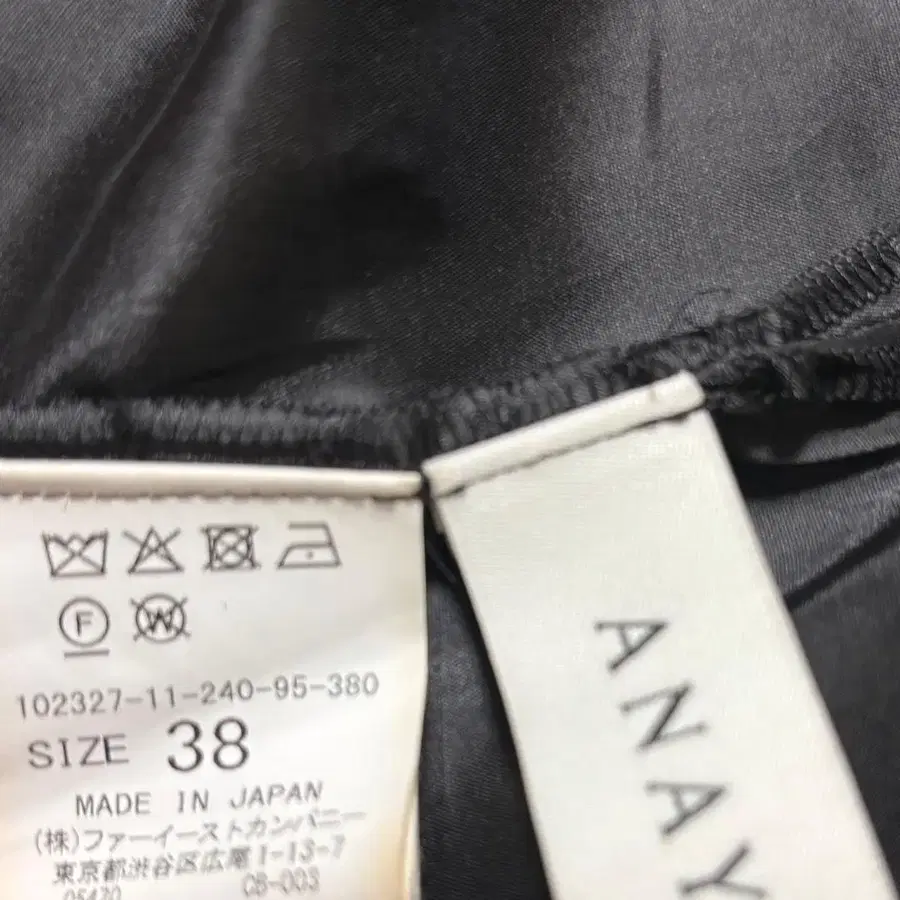 F W
102327-11-240-95-380
SIZE 38
MADE IN JAPAN
(株)ファーイーストカンパニー
東京都渋谷区広尾1-13-7
05470 CB-003
ANAY